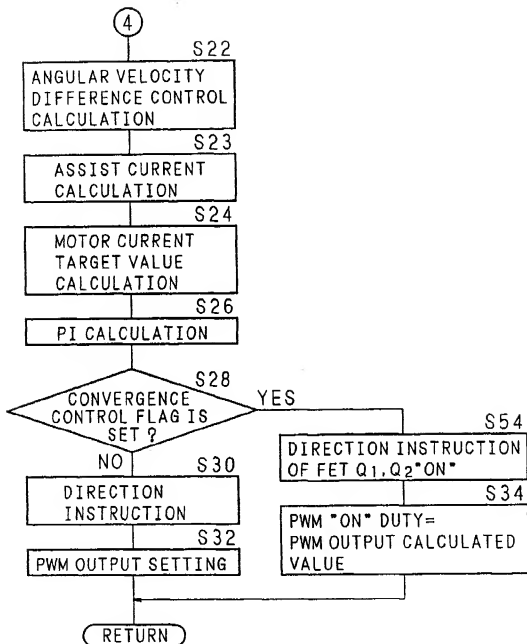 4
S22
ANGULAR VELOCITY
DIFFERENCE CONTROL
CALCULATION
S23
ASSIST CURRENT
CALCULATION
S24
MOTOR CURRENT
TARGET VALUE
CALCULATION
S26
PI CALCULATION
S28
CONVERGENCE
CONTROL FLAG IS
SET ?
YES
NO
S54
DIRECTION INSTRUCTION
OF FET Q1,Q2"ON"
S30
DIRECTION
INSTRUCTION
S34
PWM "ON" DUTY=
PWM OUTPUT CALCULATED
VALUE
S32
PWM OUTPUT SETTING
RETURN